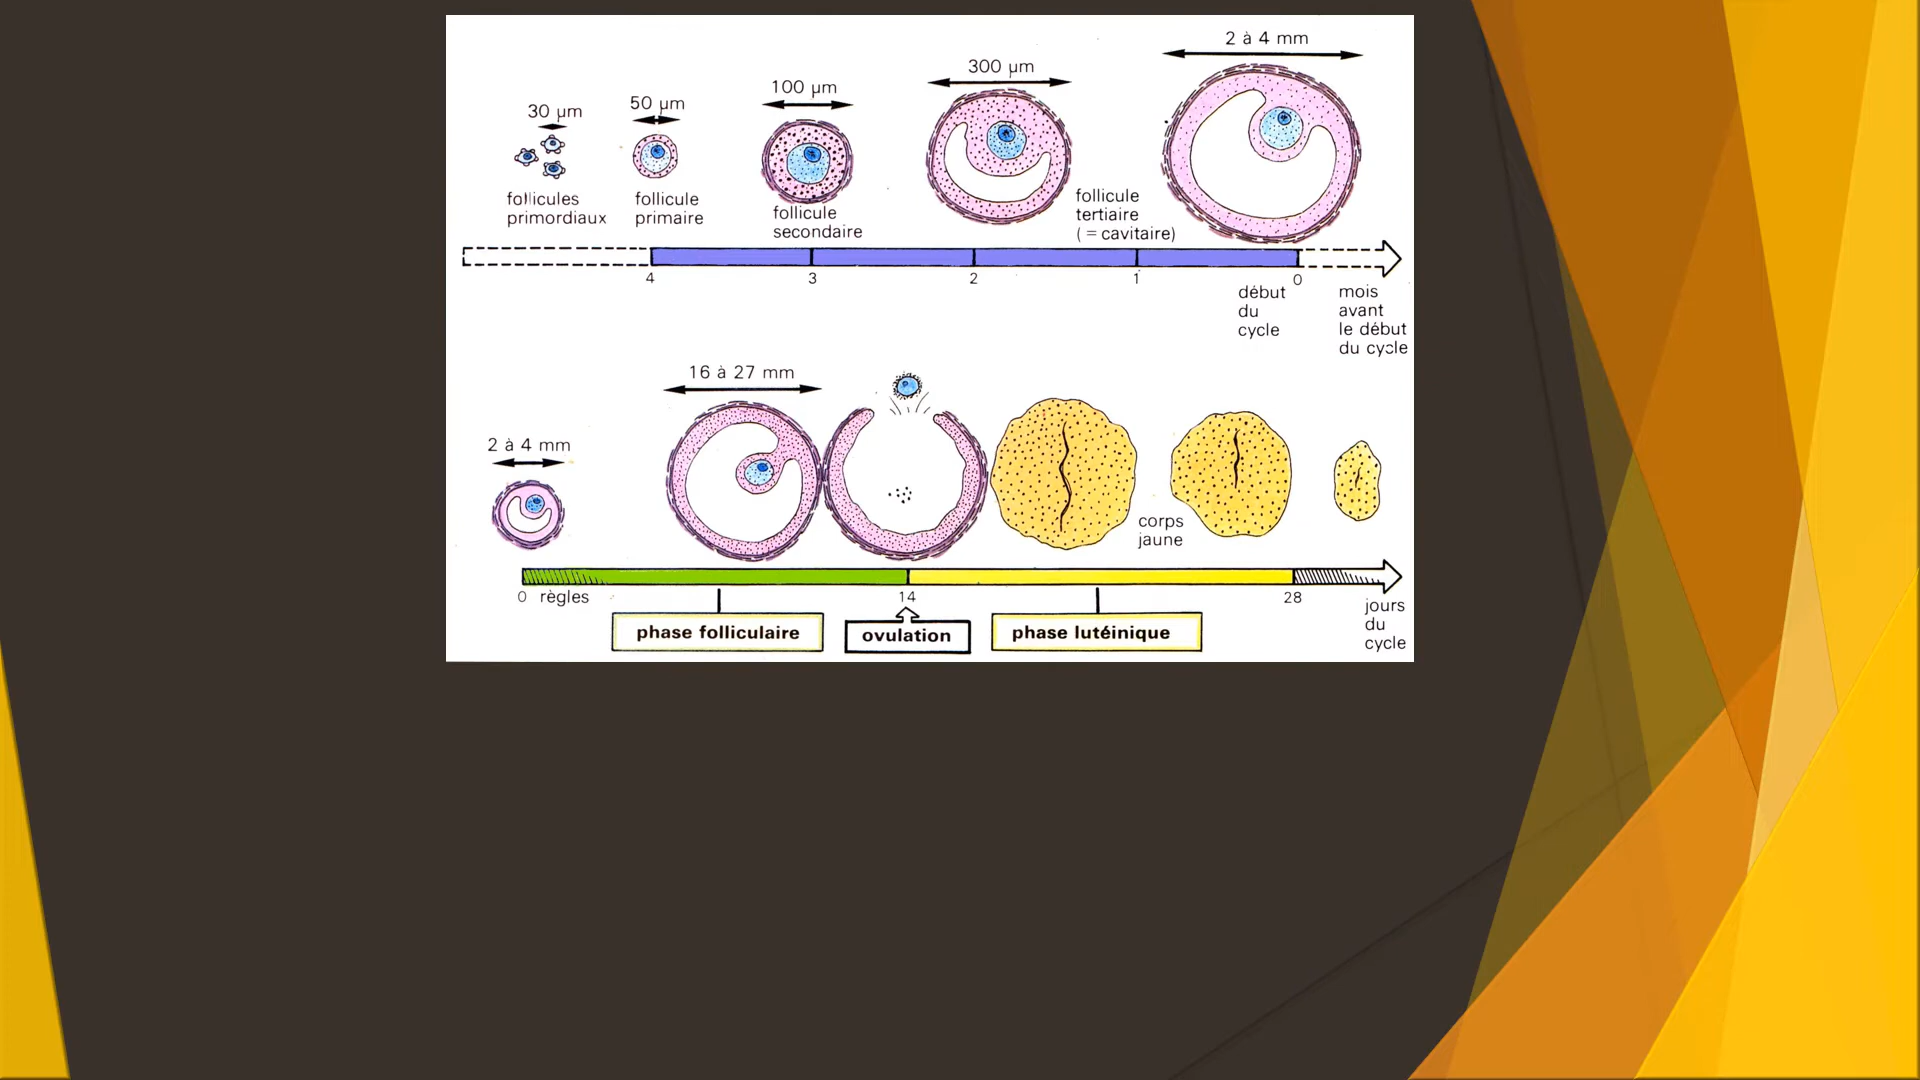 2 à 4 mm
300 µm
100 µm
50 µm
30 µm
follicules
primordiaux
follicule
primaire
follicule
secondaire
follicule
tertiaire
( = cavitaire)
4
3
2
1
0
début
du
cycle
mois
avant
le début
du cycle
16 à 27 mm
2 à 4 mm
corps
jaune
0 règles
14
28
jours
du
cycle
phase folliculaire
ovulation
phase lutéinique